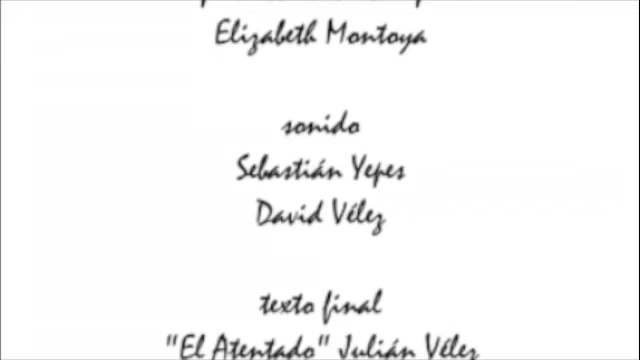 Elizabeth Montoya
sonido
Sebastián Yepes
David Vélez
texto final
"El Atentado" Julián Vélez